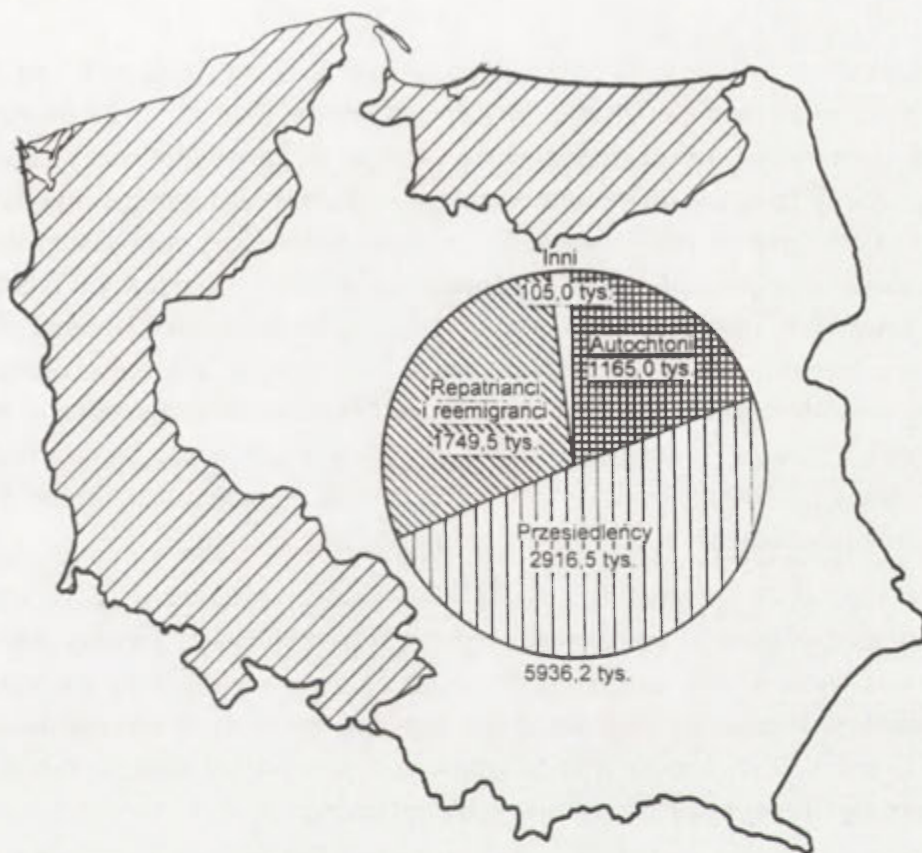 Inni
105,0 tys.
Autochtoni
1165,0 tys.
Repatrianci
i reemigranci
1749,5 tys.
Przesiedleńcy
2916,5 tys.
5936,2 tys.